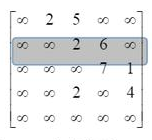 ∞ 2 5 ∞ ∞
∞ ∞ 2 6 ∞
∞ ∞ ∞ 7 1
∞ ∞ 2 ∞ 4
∞ ∞ ∞ ∞ ∞